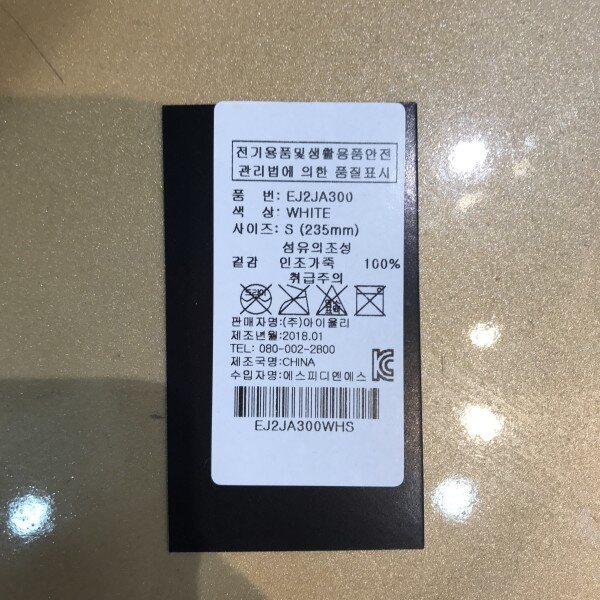 전기용품및생활용품안전
관리법에 의한 품질표시
품 번: EJ2JA300
색 상: WHITE
사이즈: S (235mm)
섬유의조성
겉감 인조가죽 100%
취급주의
드라이
판매자명:(주)아이올리
제조년월:2018.01
TEL: 080-002-2800
제조국명:CHINA
수입자명:에스피디엔에스
EJ2JA300WHS